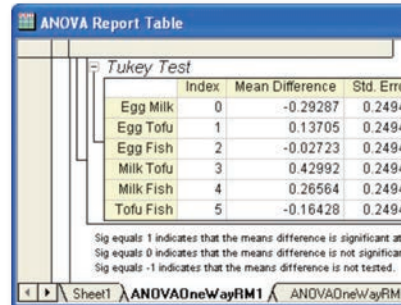 ANOVA Report Table
Tukey Test
Index Mean Difference Std. Erro
Egg Milk 0 -0.29287 0.2494
Egg Tofu 1 0.13705 0.2494
Egg Fish 2 -0.02723 0.2494
Milk Tofu 3 0.42992 0.2494
Milk Fish 4 0.26564 0.2494
Tofu Fish 5 -0.16428 0.2494
Sig equals 1 indicates that the means difference is significant at
Sig equals 0 indicates that the means difference is not significan
Sig equals -1 indicates that the means difference is not tested.
Sheet1 ANOVAOneWayRM1 ANOVAOneWayRM